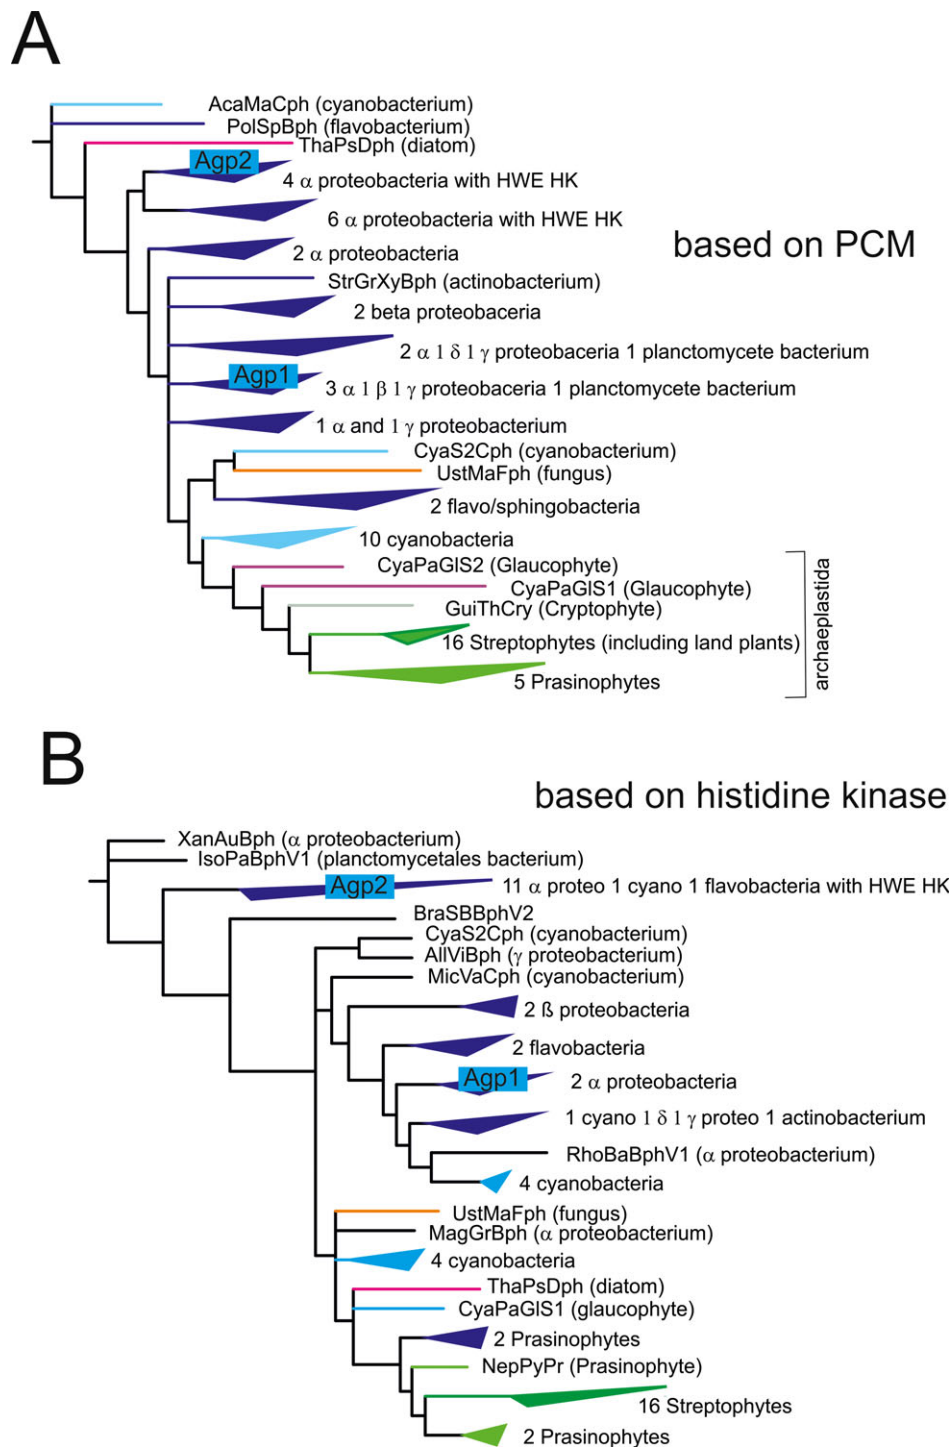 A
AcaMaCph (cyanobacterium)
PolSpBph (flavobacterium)
ThaPsDph (diatom)
Agp2
4 α proteobacteria with HWE HK
6 α proteobacteria with HWE HK
based on PCM
2 α proteobacteria
StrGrXyBph (actinobacterium)
2 beta proteobaceria
2 α 1 δ 1 γ proteobaceria 1 planctomycete bacterium
Agp1
3 α 1 β 1 γ proteobaceria 1 planctomycete bacterium
1 α and 1 γ proteobacterium
CyaS2Cph (cyanobacterium)
UstMaFph (fungus)
2 flavo/sphingobacteria
10 cyanobacteria
CyaPaGlS2 (Glaucophyte)
CyaPaGlS1 (Glaucophyte)
GuiThCry (Cryptophyte)
16 Streptophytes (including land plants)
5 Prasinophytes
archaeplastida
B
based on histidine kinase
XanAuBph (α proteobacterium)
IsoPaBphV1 (planctomycetales bacterium)
Agp2
11 α proteo 1 cyano 1 flavobacteria with HWE HK
BraSBBphV2
CyaS2Cph (cyanobacterium)
AllViBph (γ proteobacterium)
MicVaCph (cyanobacterium)
2 ß proteobacteria
2 flavobacteria
Agp1
2 α proteobacteria
1 cyano 1 δ 1 γ proteo 1 actinobacterium
RhoBaBphV1 (α proteobacterium)
4 cyanobacteria
UstMaFph (fungus)
MagGrBph (α proteobacterium)
4 cyanobacteria
ThaPsDph (diatom)
CyaPaGlS1 (glaucophyte)
2 Prasinophytes
NepPyPr (Prasinophyte)
16 Streptophytes
2 Prasinophytes